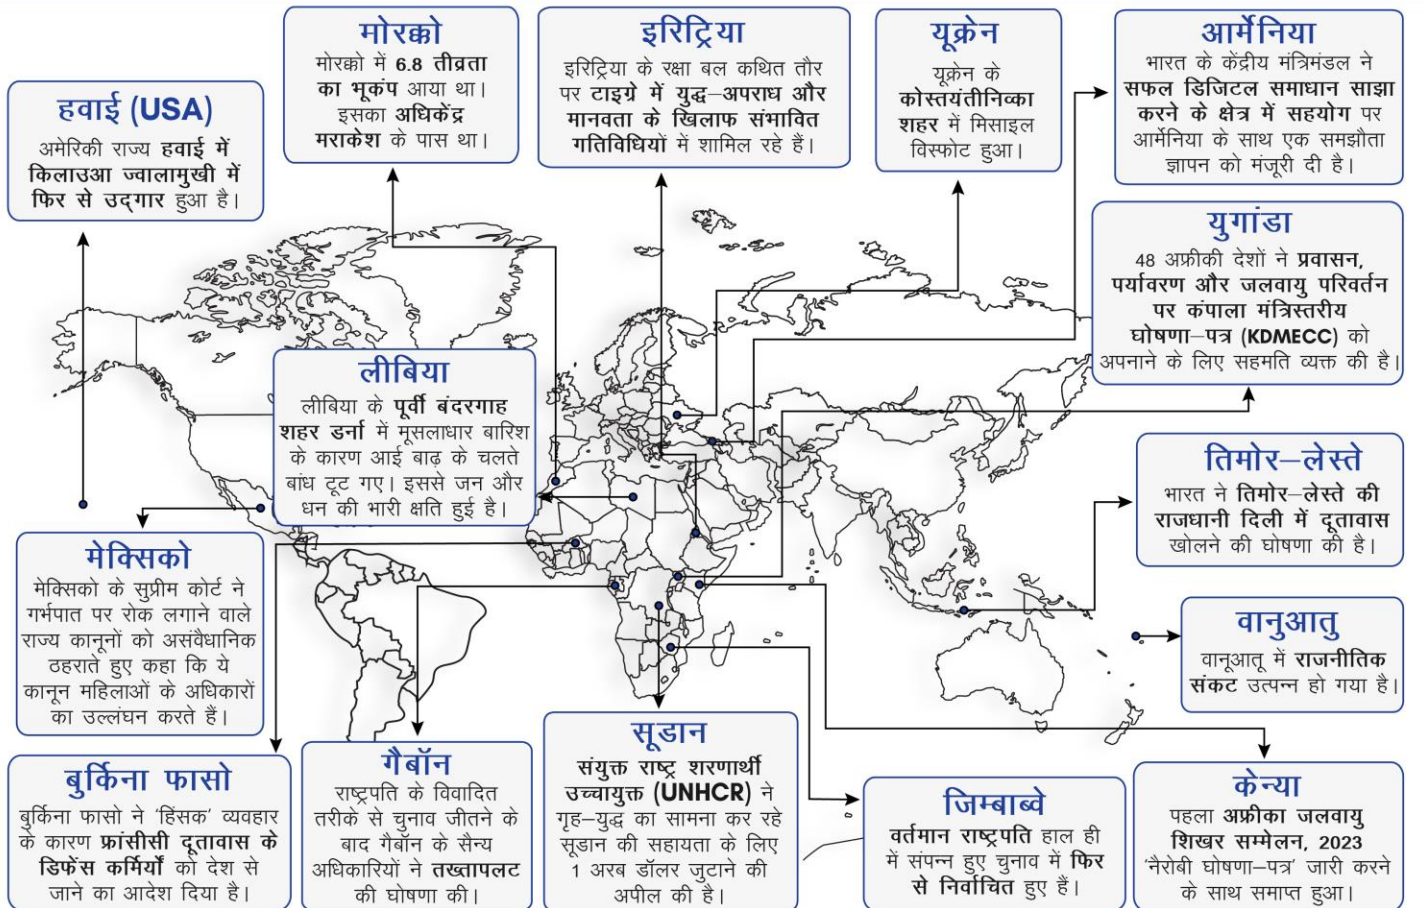 मोरक्को
मोरक्को में 6.8 तीव्रता
का भूकंप आया था।
इसका अधिकेंद्र
मराकेश के पास था।
इरिट्रिया
इरिट्रिया के रक्षा बल कथित तौर
पर टाइग्रे में युद्ध–अपराध और
मानवता के खिलाफ संभावित
गतिविधियों में शामिल रहे हैं।
यूक्रेन
यूक्रेन के
कोस्तयंतीनिव्का
शहर में मिसाइल
विस्फोट हुआ।
आर्मेनिया
भारत के केंद्रीय मंत्रिमंडल ने
सफल डिजिटल समाधान साझा
करने के क्षेत्र में सहयोग पर
आर्मेनिया के साथ एक समझौता
ज्ञापन को मंजूरी दी है।
हवाई (USA)
अमेरिकी राज्य हवाई में
किलाउआ ज्वालामुखी में
फिर से उद्गार हुआ है।
युगांडा
48 अफ्रीकी देशों ने प्रवासन,
पर्यावरण और जलवायु परिवर्तन
पर कंपाला मंत्रिस्तरीय
घोषणा–पत्र (KDMECC) को
अपनाने के लिए सहमति व्यक्त की है।
लीबिया
लीबिया के पूर्वी बंदरगाह
शहर डर्ना में मूसलाधार बारिश
के कारण आई बाढ़ के चलते
बांध टूट गए। इससे जन और
धन की भारी क्षति हुई है।
तिमोर–लेस्ते
भारत ने तिमोर–लेस्ते की
राजधानी दिली में दूतावास
खोलने की घोषणा की है।
मेक्सिको
मेक्सिको के सुप्रीम कोर्ट ने
गर्भपात पर रोक लगाने वाले
राज्य कानूनों को असंवैधानिक
ठहराते हुए कहा कि ये
कानून महिलाओं के अधिकारों
का उल्लंघन करते हैं।
वानुआतु
वानूआतू में राजनीतिक
संकट उत्पन्न हो गया है।
बुर्किना फासो
बुर्किना फासो ने 'हिंसक' व्यवहार
के कारण फ्रांसीसी दूतावास के
डिफेंस कर्मियों को देश से
जाने का आदेश दिया है।
गैबॉन
राष्ट्रपति के विवादित
तरीके से चुनाव जीतने के
बाद गैबॉन के सैन्य
अधिकारियों ने तख्तापलट
की घोषणा की।
सूडान
संयुक्त राष्ट्र शरणार्थी
उच्चायुक्त (UNHCR) ने
गृह–युद्ध का सामना कर रहे
सूडान की सहायता के लिए
1 अरब डॉलर जुटाने की
अपील की है।
जिम्बाब्वे
वर्तमान राष्ट्रपति हाल ही
में संपन्न हुए चुनाव में फिर
से निर्वाचित हुए हैं।
केन्या
पहला अफ्रीका जलवायु
शिखर सम्मेलन, 2023
'नैरोबी घोषणा–पत्र' जारी करने
के साथ समाप्त हुआ।